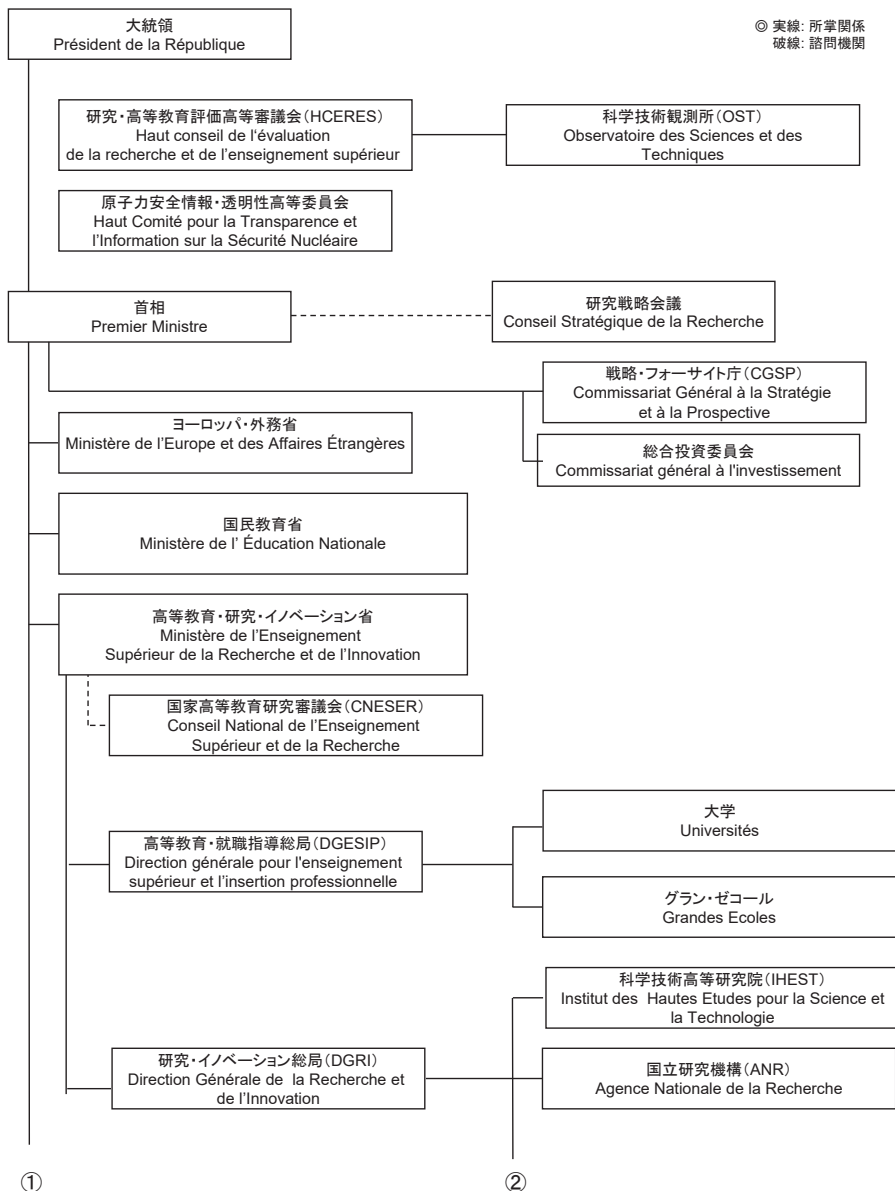 大統領
Président de la République
◎ 実線: 所掌関係
破線: 諮問機関
研究・高等教育評価高等審議会(HCERES)
Haut conseil de l‘évaluation
de la recherche et de l’enseignement supérieur
科学技術観測所(OST)
Observatoire des Sciences et des
Techniques
原子力安全情報・透明性高等委員会
Haut Comité pour la Transparence et
l’Information sur la Sécurité Nucléaire
首相
Premier Ministre
研究戦略会議
Conseil Stratégique de la Recherche
戦略・フォーサイト庁(CGSP)
Commissariat Général à la Stratégie
et à la Prospective
ヨーロッパ・外務省
Ministère de l’Europe et des Affaires Étrangères
総合投資委員会
Commissariat général à l'investissement
国民教育省
Ministère de l’ Éducation Nationale
高等教育・研究・イノベーション省
Ministère de l’Enseignement
Supérieur de la Recherche et de l’Innovation
国家高等教育研究審議会(CNESER)
Conseil National de l’Enseignement
Supérieur et de la Recherche
大学
Universités
高等教育・就職指導総局(DGESIP)
Direction générale pour l'enseignement
supérieur et l’insertion professionnelle
グラン・ゼコール
Grandes Ecoles
科学技術高等研究院(IHEST)
Institut des Hautes Etudes pour la Science et
la Technologie
研究・イノベーション総局(DGRI)
Direction Générale de la Recherche et
de l’Innovation
国立研究機構(ANR)
Agence Nationale de la Recherche
①
②